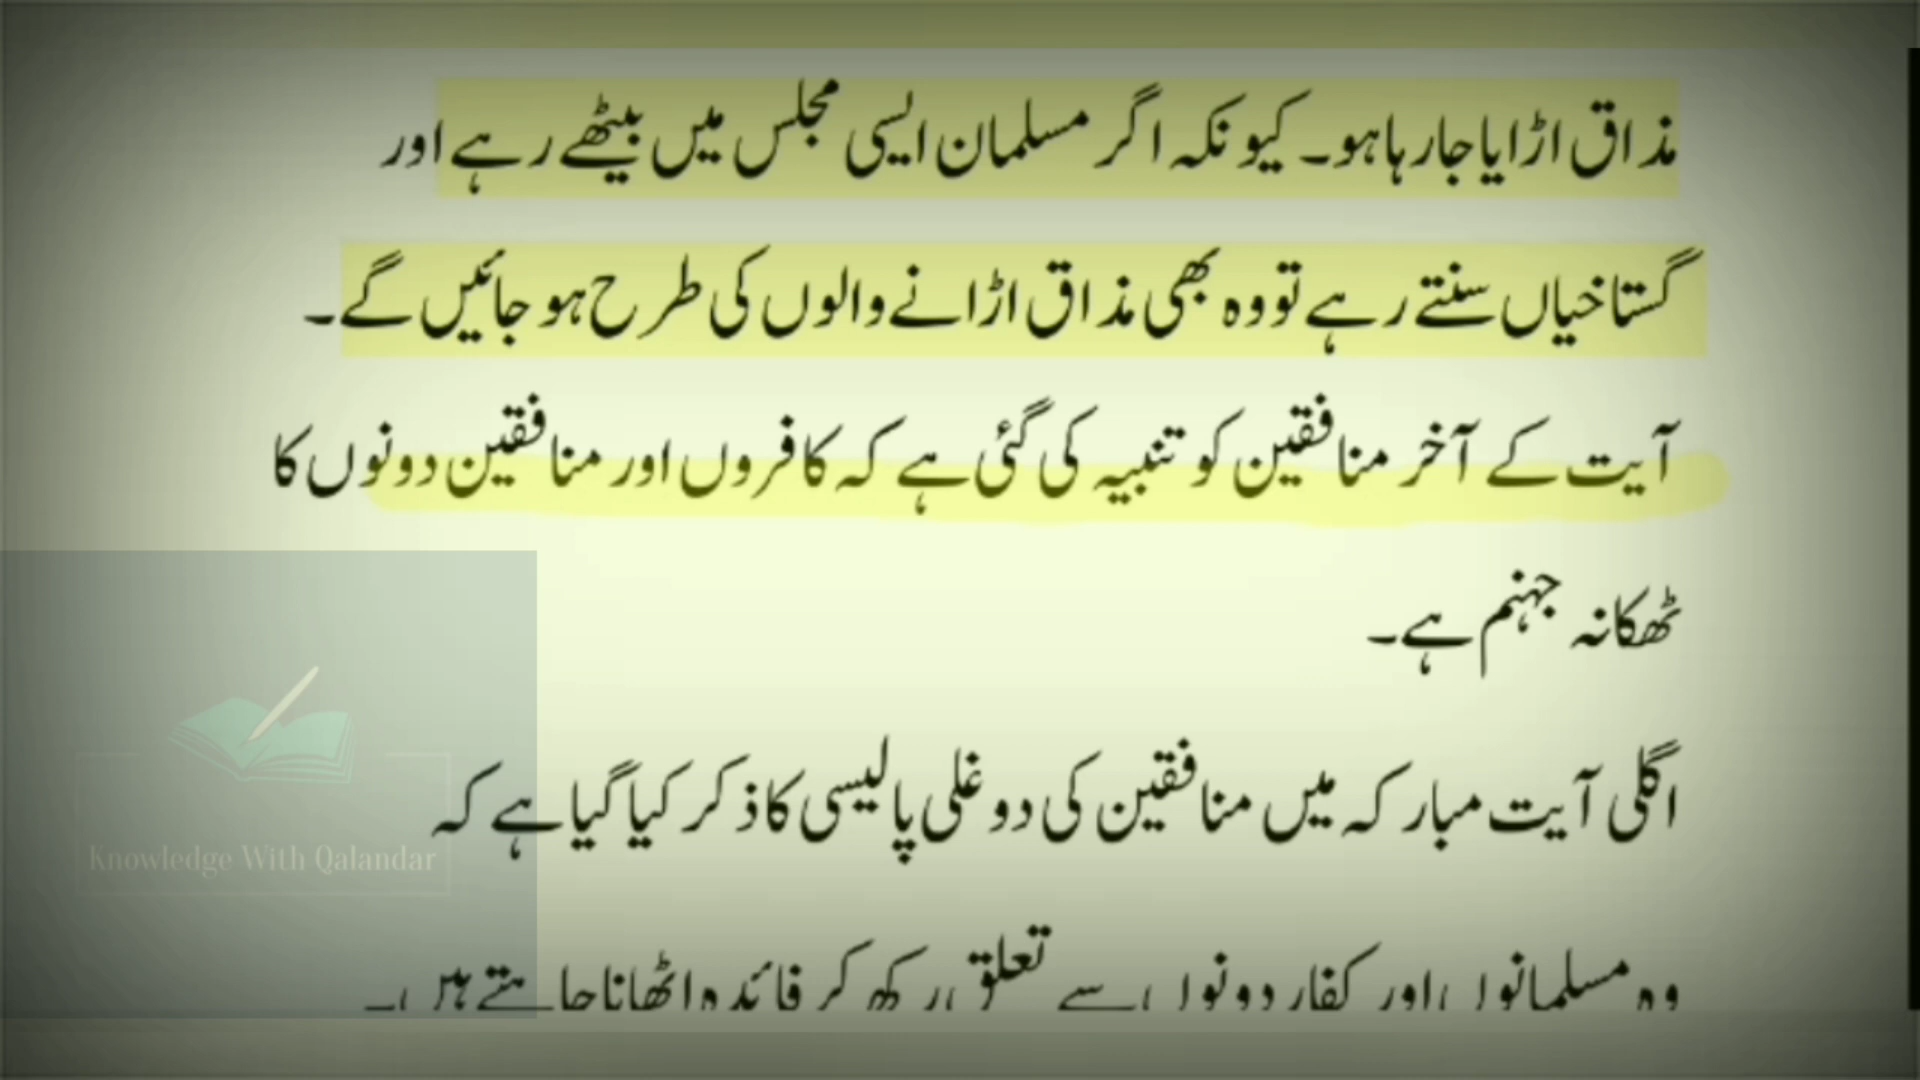 مذاق اڑایا جا رہا ہو۔ کیونکہ اگر مسلمان ایسی مجلس میں بیٹھے رہے اور
گستاخیاں سنتے رہے تو وہ بھی مذاق اڑانے والوں کی طرح ہو جائیں گے۔
آیت کے آخر منافقین کو تنبیہ کی گئی ہے کہ کافروں اور منافقین دونوں کا
ٹھکانہ جہنم ہے۔
اگلی آیت مبارکہ میں منافقین کی دوغلی پالیسی کا ذکر کیا گیا ہے کہ
وہ مسلمانوں اور کفار دونوں سے تعلق رکھ کر فائدہ اٹھانا چاہتے ہیں۔
Knowledge With Qalandar